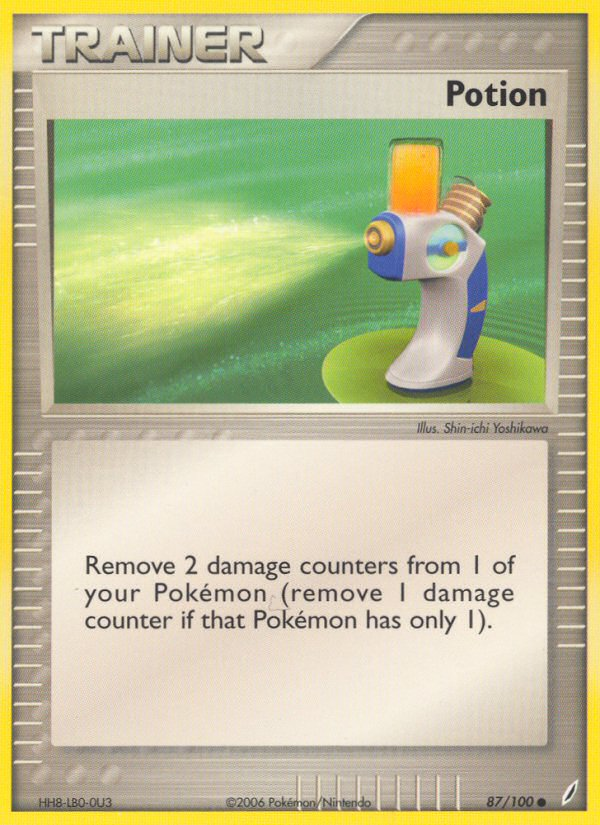 TRAINER
Potion
Illus. Shin-ichi Yoshikawa
Remove 2 damage counters from 1 of
your Pokémon (remove 1 damage
counter if that Pokémon has only 1).
HH8-LB0-0U3
©2006 Pokémon/Nintendo
87/100